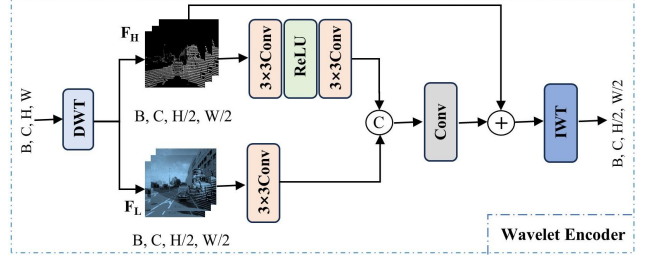 B, C, H, W
DWT
F_H
B, C, H/2, W/2
3×3Conv
ReLU
3×3Conv
F_L
B, C, H/2, W/2
3×3Conv
C
Conv
+
IWT
B, C, H/2, W/2
Wavelet Encoder